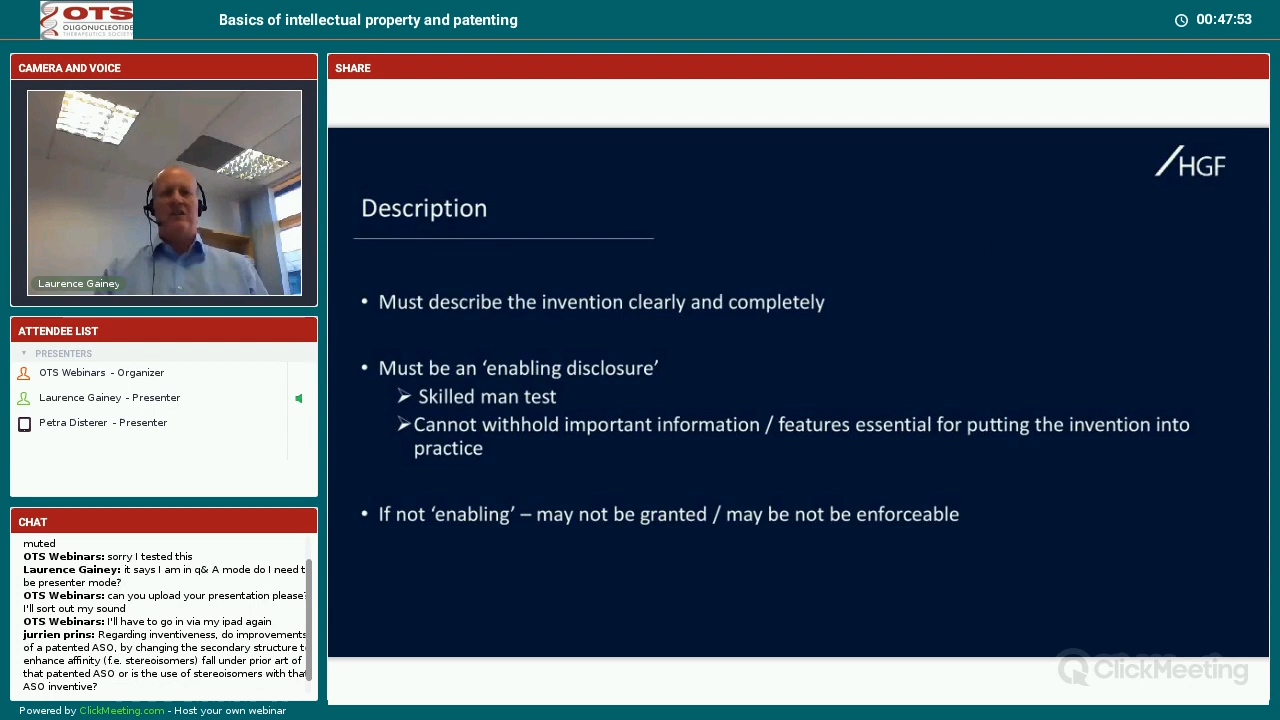 OTS
OLIGONUCLEOTIDE
THERAPEUTICS SOCIETY
Basics of intellectual property and patenting
00:47:53
CAMERA AND VOICE
Laurence Gainey
ATTENDEE LIST
PRESENTERS
OTS Webinars - Organizer
Laurence Gainey - Presenter
Petra Disterer - Presenter
CHAT
muted
OTS Webinars: sorry I tested this
Laurence Gainey: it says I am in q& A mode do I need t
be presenter mode?
OTS Webinars: can you upload your presentation please?
I'll sort out my sound
OTS Webinars: I'll have to go in via my ipad again
jurrien prins: Regarding inventiveness, do improvements
of a patented ASO, by changing the secondary structure t
enhance affinity (f.e. stereoisomers) fall under prior art of
that patented ASO or is the use of stereoisomers with that
ASO inventive?
Powered by ClickMeeting.com - Host your own webinar
SHARE
HGF
Description
• Must describe the invention clearly and completely
• Must be an ‘enabling disclosure’
➢ Skilled man test
➢ Cannot withhold important information / features essential for putting the invention into
practice
• If not ‘enabling’ – may not be granted / may be not be enforceable
ClickMeeting